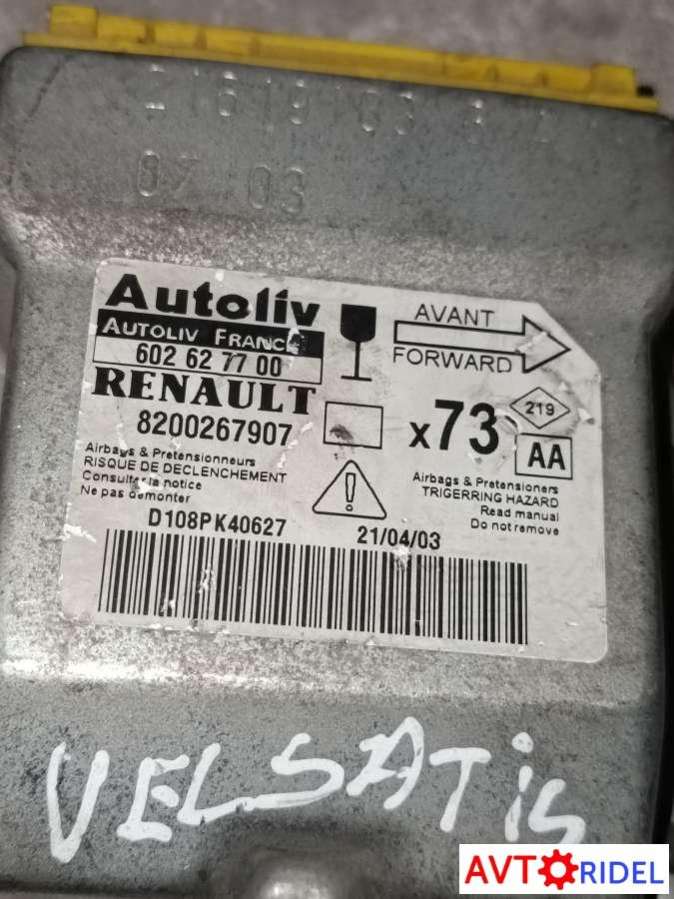 07 03
Autoliv
AUTOLIV FRANCE
602 62 77 00
RENAULT
8200267907
AVANT
FORWARD
x73
219
AA
Airbags & Pretensionneurs
RISQUE DE DECLENCHEMENT
Consulter la notice
Ne pas demonter
Airbags & Pretensioners
TRIGERRING HAZARD
Read manual
Do not remove
D108PK40627
21/04/03
VELSATiS
AVTORIDEL